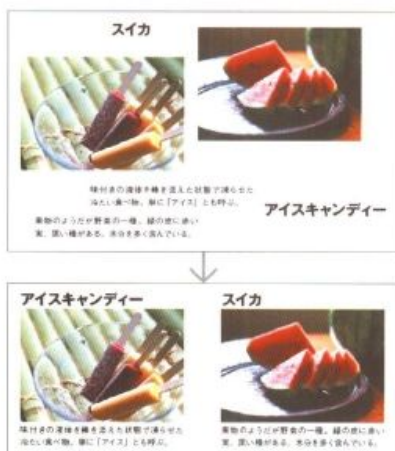 スイカ
味付きの液体を棒を添えた状態で凍らせた
冷たい食べ物。単に「アイス」とも呼ぶ。
アイスキャンディー
果物のようだが野菜の一種。緑の皮に赤い
実、黒い種がある。水分を多く含んでいる。
アイスキャンディー
味付きの液体を棒を添えた状態で凍らせた
冷たい食べ物。単に「アイス」とも呼ぶ。
スイカ
果物のようだが野菜の一種。緑の皮に赤い
実、黒い種がある。水分を多く含んでいる。